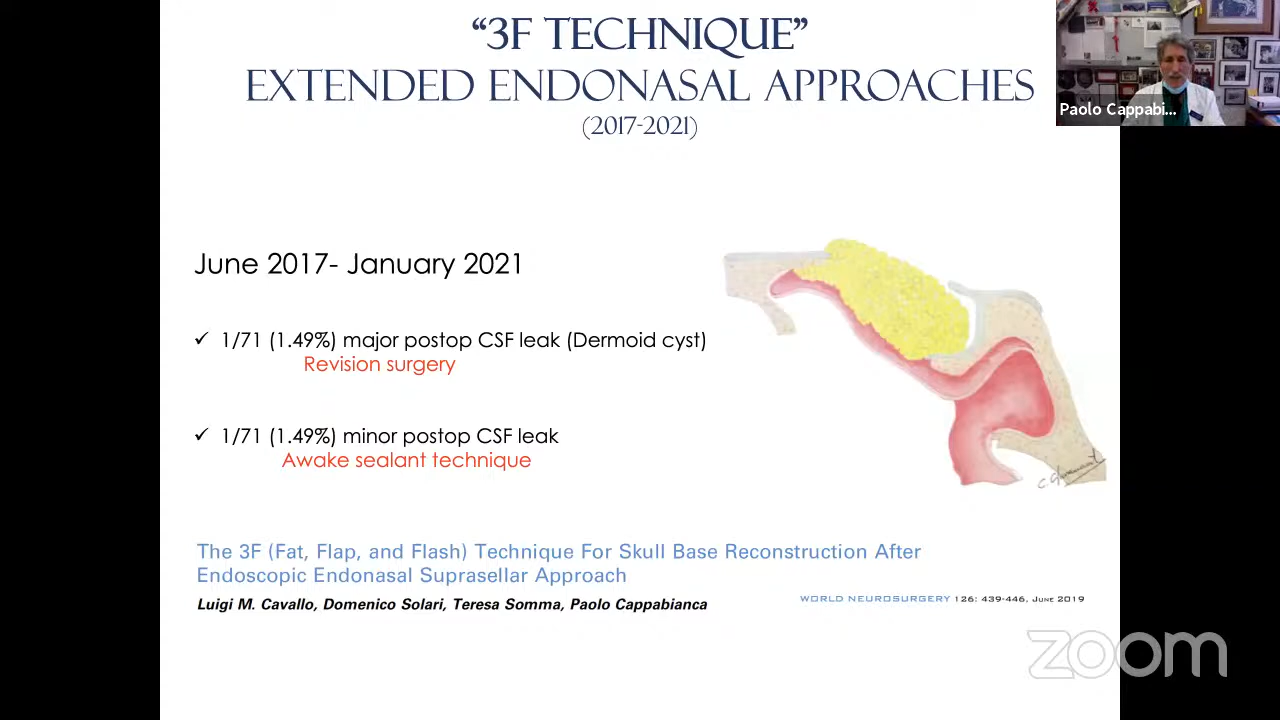 “3F TECHNIQUE”
EXTENDED ENDONASAL APPROACHES
(2017-2021)
Paolo Cappabi...
June 2017- January 2021
✓ 1/71 (1.49%) major postop CSF leak (Dermoid cyst)
Revision surgery
✓ 1/71 (1.49%) minor postop CSF leak
Awake sealant technique
The 3F (Fat, Flap, and Flash) Technique For Skull Base Reconstruction After
Endoscopic Endonasal Suprasellar Approach
Luigi M. Cavallo, Domenico Solari, Teresa Somma, Paolo Cappabianca
WORLD NEUROSURGERY 126: 439-446, JUNE 2019
zoom